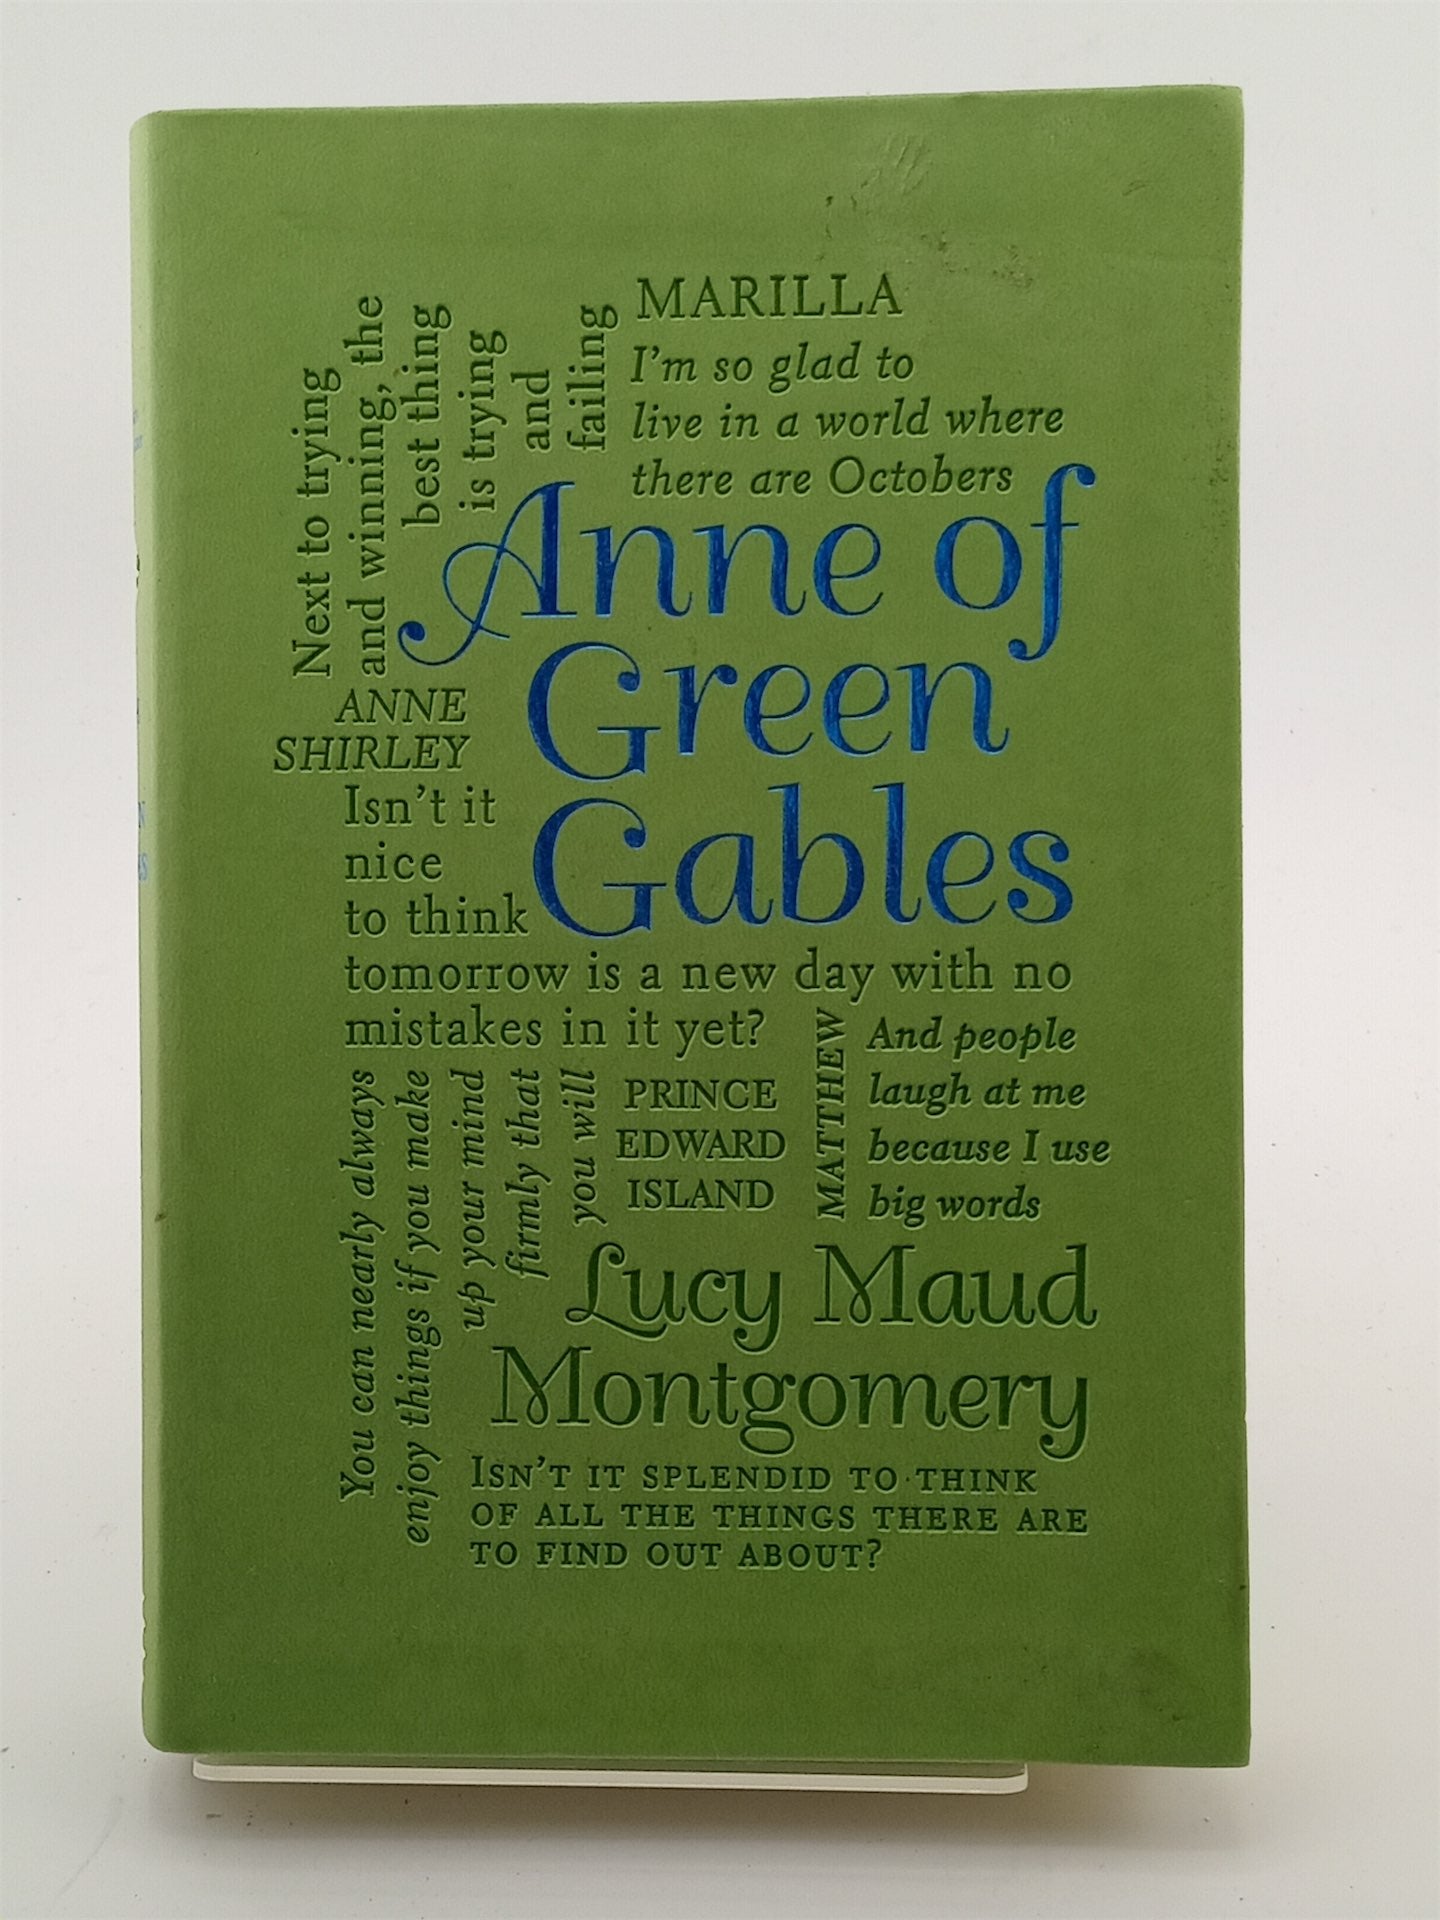 Next to trying
and winning, the
best thing
is trying
and
failing
MARILLA
I'm so glad to
live in a world where
there are Octobers
Anne of
Green
Gables
ANNE
SHIRLEY
Isn't it
nice
to think
tomorrow is a new day with no
mistakes in it yet?
You can nearly always
enjoy things if you make
up your mind
firmly that
you will
PRINCE
EDWARD
ISLAND
MATTHEW
And people
laugh at me
because I use
big words
Lucy Maud
Montgomery
ISN'T IT SPLENDID TO THINK
OF ALL THE THINGS THERE ARE
TO FIND OUT ABOUT?